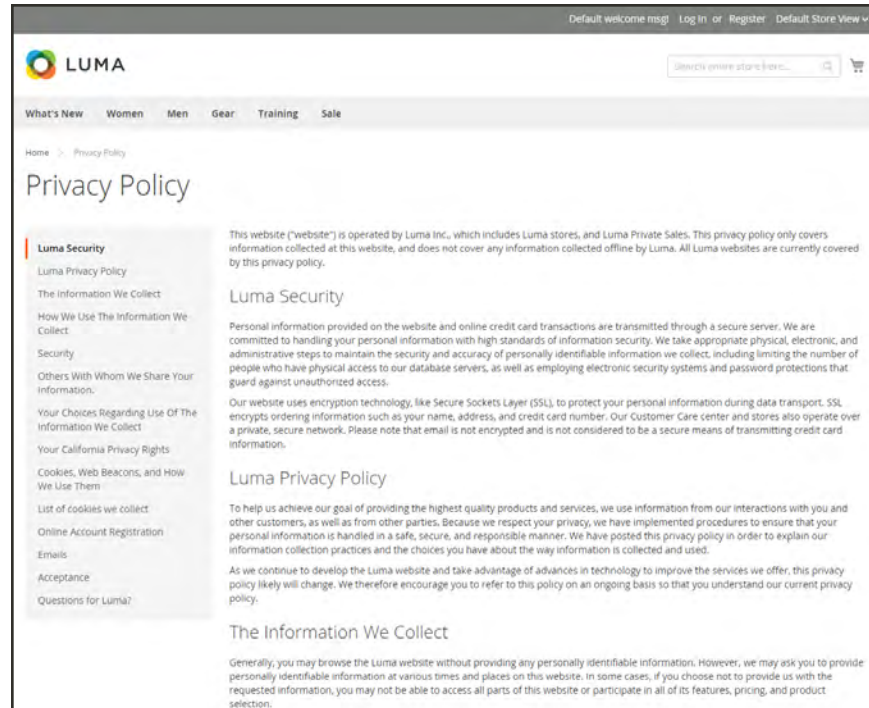 Default welcome msg! Log In or Register Default Store View
LUMA
Search entire store here...
What's New Women Men Gear Training Sale
Home > Privacy Policy
Privacy Policy
Luma Security
Luma Privacy Policy
The Information We Collect
How We Use The Information We
Collect
Security
Others With Whom We Share Your
Information.
Your Choices Regarding Use Of The
Information We Collect
Your California Privacy Rights
Cookies, Web Beacons, and How
We Use Them
List of cookies we collect
Online Account Registration
Emails
Acceptance
Questions for Luma?
This website ("website") is operated by Luma Inc., which includes Luma stores, and Luma Private Sales. This privacy policy only covers
information collected at this website, and does not cover any information collected offline by Luma. All Luma websites are currently covered
by this privacy policy.
Luma Security
Personal information provided on the website and online credit card transactions are transmitted through a secure server. We are
committed to handling your personal information with high standards of information security. We take appropriate physical, electronic, and
administrative steps to maintain the security and accuracy of personally identifiable information we collect, including limiting the number of
people who have physical access to our database servers, as well as employing electronic security systems and password protections that
guard against unauthorized access.
Our website uses encryption technology, like Secure Sockets Layer (SSL), to protect your personal information during data transport. SSL
encrypts ordering information such as your name, address, and credit card number. Our Customer Care center and stores also operate over
a private, secure network. Please note that email is not encrypted and is not considered to be a secure means of transmitting credit card
information.
Luma Privacy Policy
To help us achieve our goal of providing the highest quality products and services, we use information from our interactions with you and
other customers, as well as from other parties. Because we respect your privacy, we have implemented procedures to ensure that your
personal information is handled in a safe, secure, and responsible manner. We have posted this privacy policy in order to explain our
information collection practices and the choices you have about the way information is collected and used.
As we continue to develop the Luma website and take advantage of advances in technology to improve the services we offer, this privacy
policy likely will change. We therefore encourage you to refer to this policy on an ongoing basis so that you understand our current privacy
policy.
The Information We Collect
Generally, you may browse the Luma website without providing any personally identifiable information. However, we may ask you to provide
personally identifiable information at various times and places on this website. In some cases, if you choose not to provide us with the
requested information, you may not be able to access all parts of this website or participate in all of its features, pricing, and product
selection.